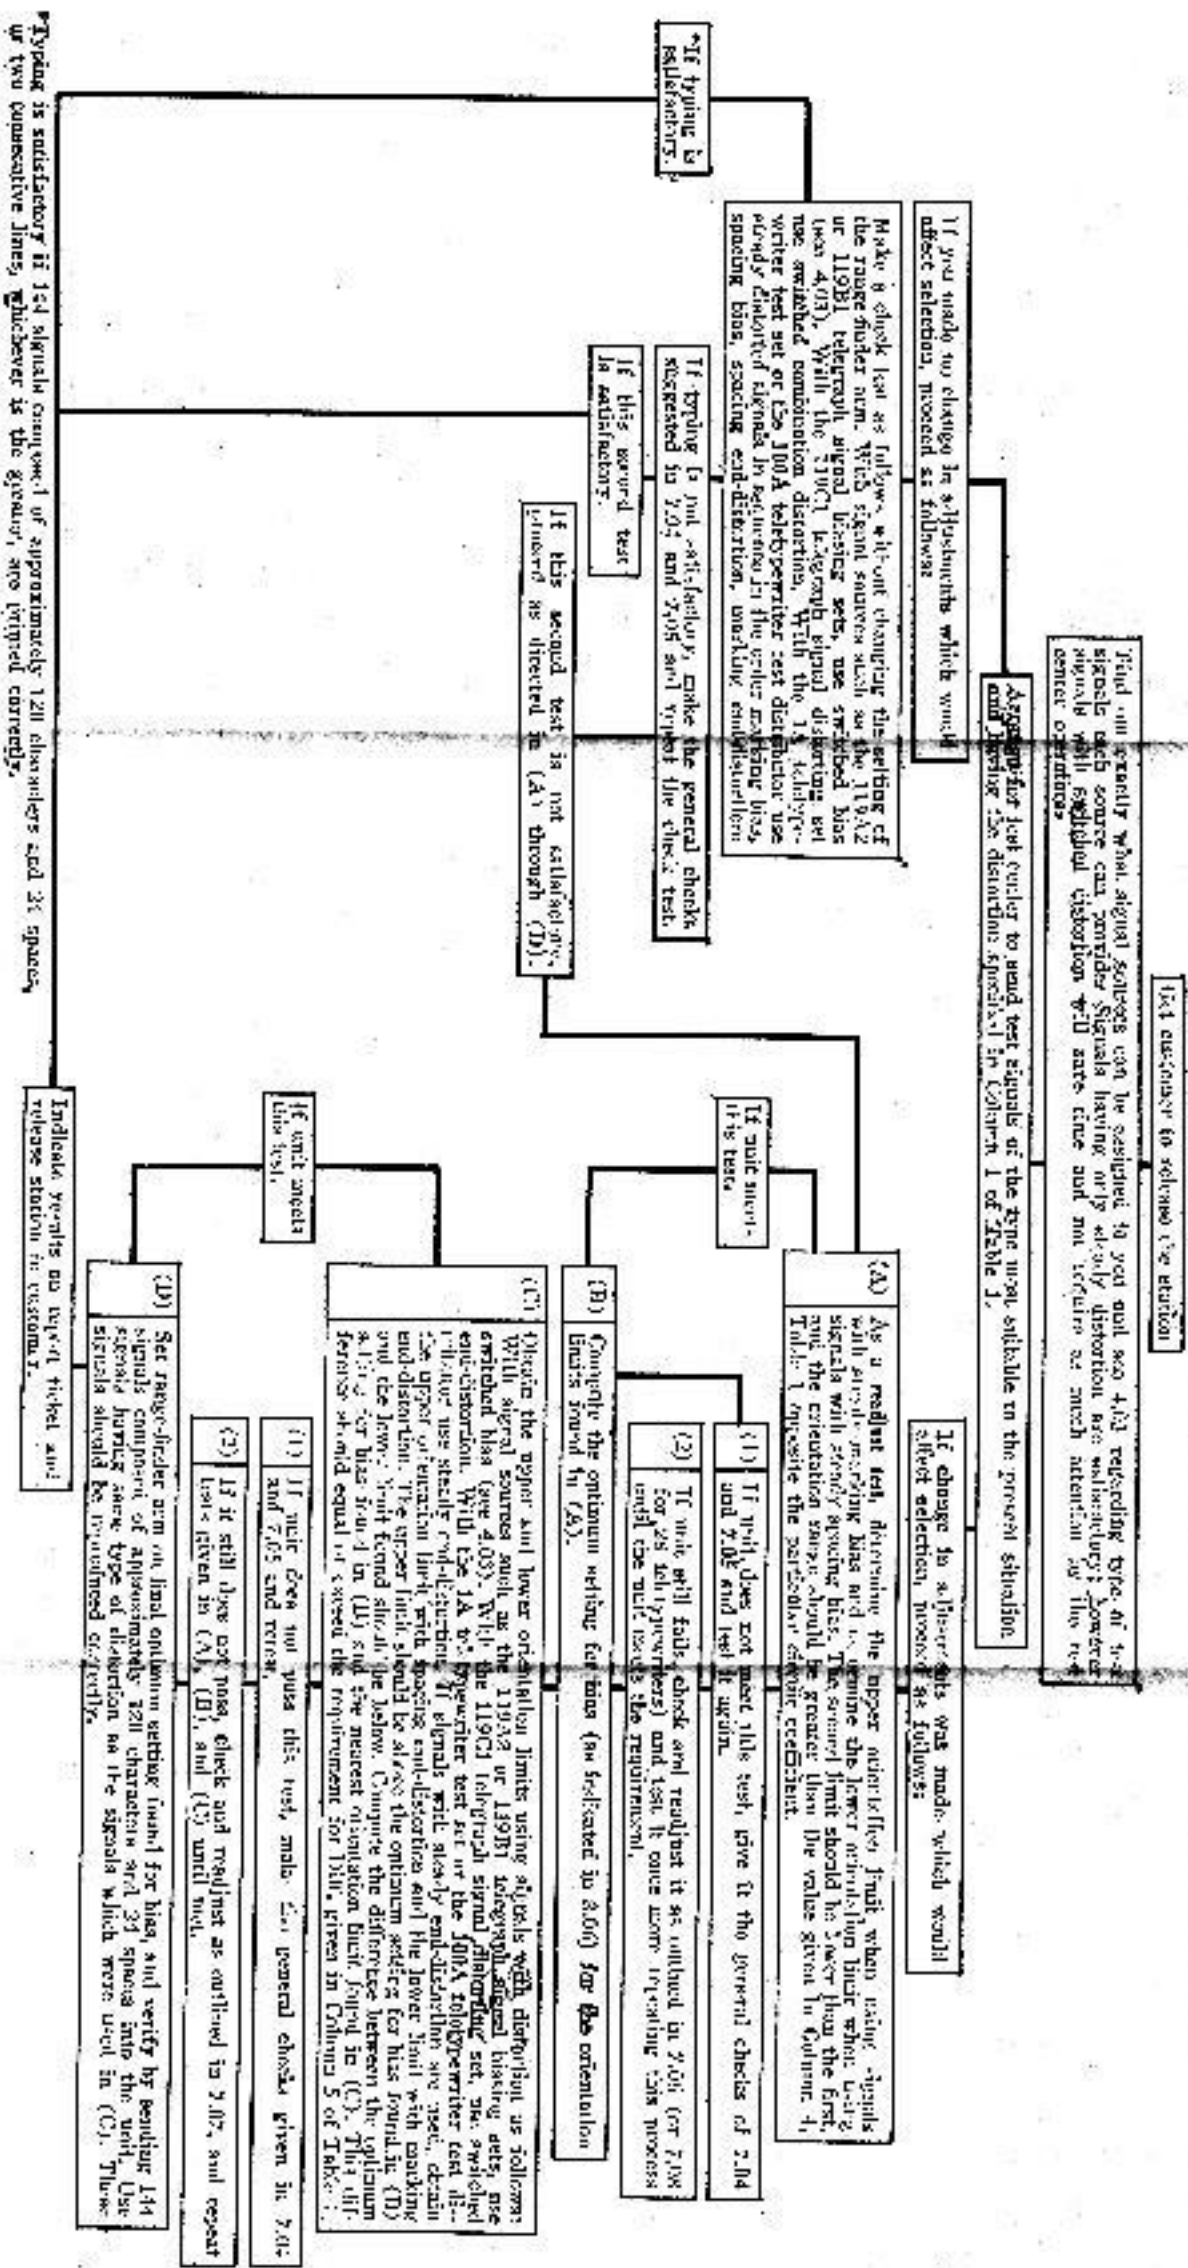 Get customer to release the station
Find out exactly what signal sources can be assigned to you and see 4.03 regarding type of test
signals each source can provide. Signals having only steady distortion are satisfactory; however
signals with switched distortion will save time and not require as much attention by the test
center operating.
Arrange for test center to send test signals of the type most suitable to the present situation
and having the distortion specified in Column 1 of Table 1.
If you made no change in adjustments which would
affect selection, proceed as follows:
Make a check test as follows without changing the setting of
the range-finder arm. With signal sources such as the 119A2
or 119B1 telegraph signal biasing sets, use switched bias
(see 4.03). With the 119C1 telegraph signal distorting set
use switched combination distortion. With the 1A teletype-
writer test set or the 100A teletypewriter test distributor use
steady distorted signals in sequence in the order marking bias,
spacing bias, spacing end-distortion, marking end-distortion.
*If typing is
satisfactory.
If typing is not satisfactory, make the general checks
suggested in 7.04 and 7.05 and repeat the check test.
If this second test
is satisfactory.
If this second test is not satisfactory,
proceed as directed in (A) through (D).
If change in adjustments was made which would
affect selection, proceed as follows:
(A) As a readjust test, determine the upper orientation limit when using signals
with steady marking bias and determine the lower orientation limit when using
signals with steady spacing bias. The second limit should be lower than the first,
and the orientation range should be greater than the value given in Column 4,
Table 1 opposite the particular distortion coefficient.
(1) If unit does not meet this test, give it the general checks of 7.04
and 7.05 and test it again.
(2) If unit still fails, check and readjust it as outlined in 7.06 (or 7.08
for 28 teletypewriters) and test it once more repeating this process
until the unit meets the requirement.
If unit meets
this test.
(B) Compute the optimum setting for bias (as indicated in 3.06) for the orientation
limits found in (A).
(C) Obtain the upper and lower orientation limits using signals with distortion as follows:
With signal sources such as the 119A2 or 119B1 telegraph signal biasing sets, use
switched bias (see 4.03). With the 119C1 telegraph signal distorting set, use switched
end-distortion. With the 1A teletypewriter test set or the 100A teletypewriter test dis-
tributor use steady end-distortion. If signals with steady end-distortion are used, obtain
the upper orientation limit with spacing end-distortion and the lower limit with marking
end-distortion. The upper limit should be above the optimum setting for bias found in (B)
and the lower limit found should be below. Compute the difference between the optimum
setting for bias found in (B) and the nearest orientation limit found in (C). This dif-
ference should equal or exceed the requirement for Diff. given in Column 5 of Table 1.
(1) If unit does not pass this test, make the general checks given in 7.04
and 7.05 and retest.
(2) If it still does not pass, check and readjust as outlined in 7.07, and repeat
tests given in (A), (B), and (C) until met.
If unit meets
this test.
(D) Set range-finder arm on final optimum setting found for bias, and verify by sending 144
signals composed of approximately 120 characters and 24 spaces into the unit. Use
signals having same type of distortion as the signals which were used in (C). These
signals should be reproduced correctly.
Indicate results on report ticket and
release station to customer.
*Typing is satisfactory if 144 signals composed of approximately 120 characters and 24 spaces,
or two consecutive lines, whichever is the greater, are printed correctly.